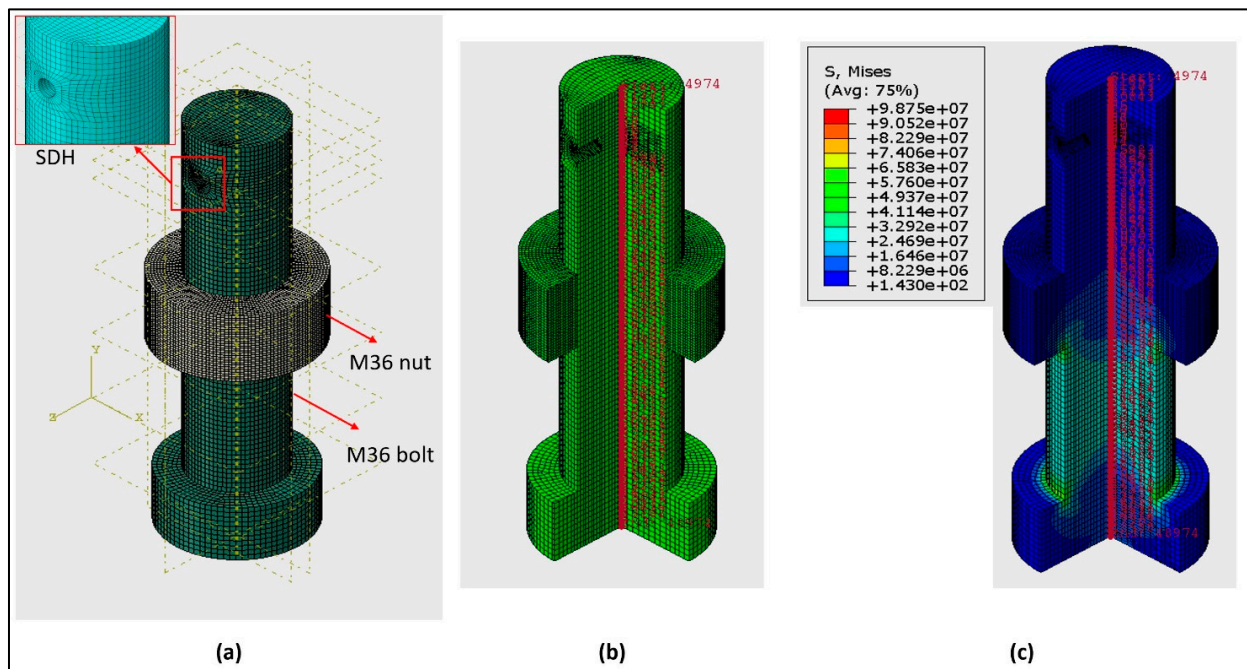 SDH
M36 nut
M36 bolt
Y
Z
X
(a)
4974
(b)
S, Mises
(Avg: 75%)
+9.875e+07
+9.052e+07
+8.229e+07
+7.406e+07
+6.583e+07
+5.760e+07
+4.937e+07
+4.114e+07
+3.292e+07
+2.469e+07
+1.646e+07
+8.229e+06
+1.430e+02
4974
(c)